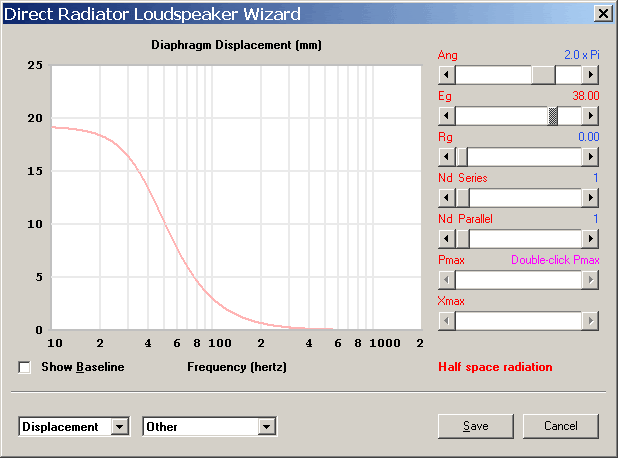 Direct Radiator Loudspeaker Wizard
Diaphragm Displacement (mm)
25
20
15
10
5
0
10 2 4 6 8 100 2 4 6 8 1000 2
Show Baseline
Frequency (hertz)
Ang 2.0 x Pi
Eg 38.00
Rg 0.00
Nd Series 1
Nd Parallel 1
Pmax Double-click Pmax
Xmax
Half space radiation
Displacement
Other
Save
Cancel